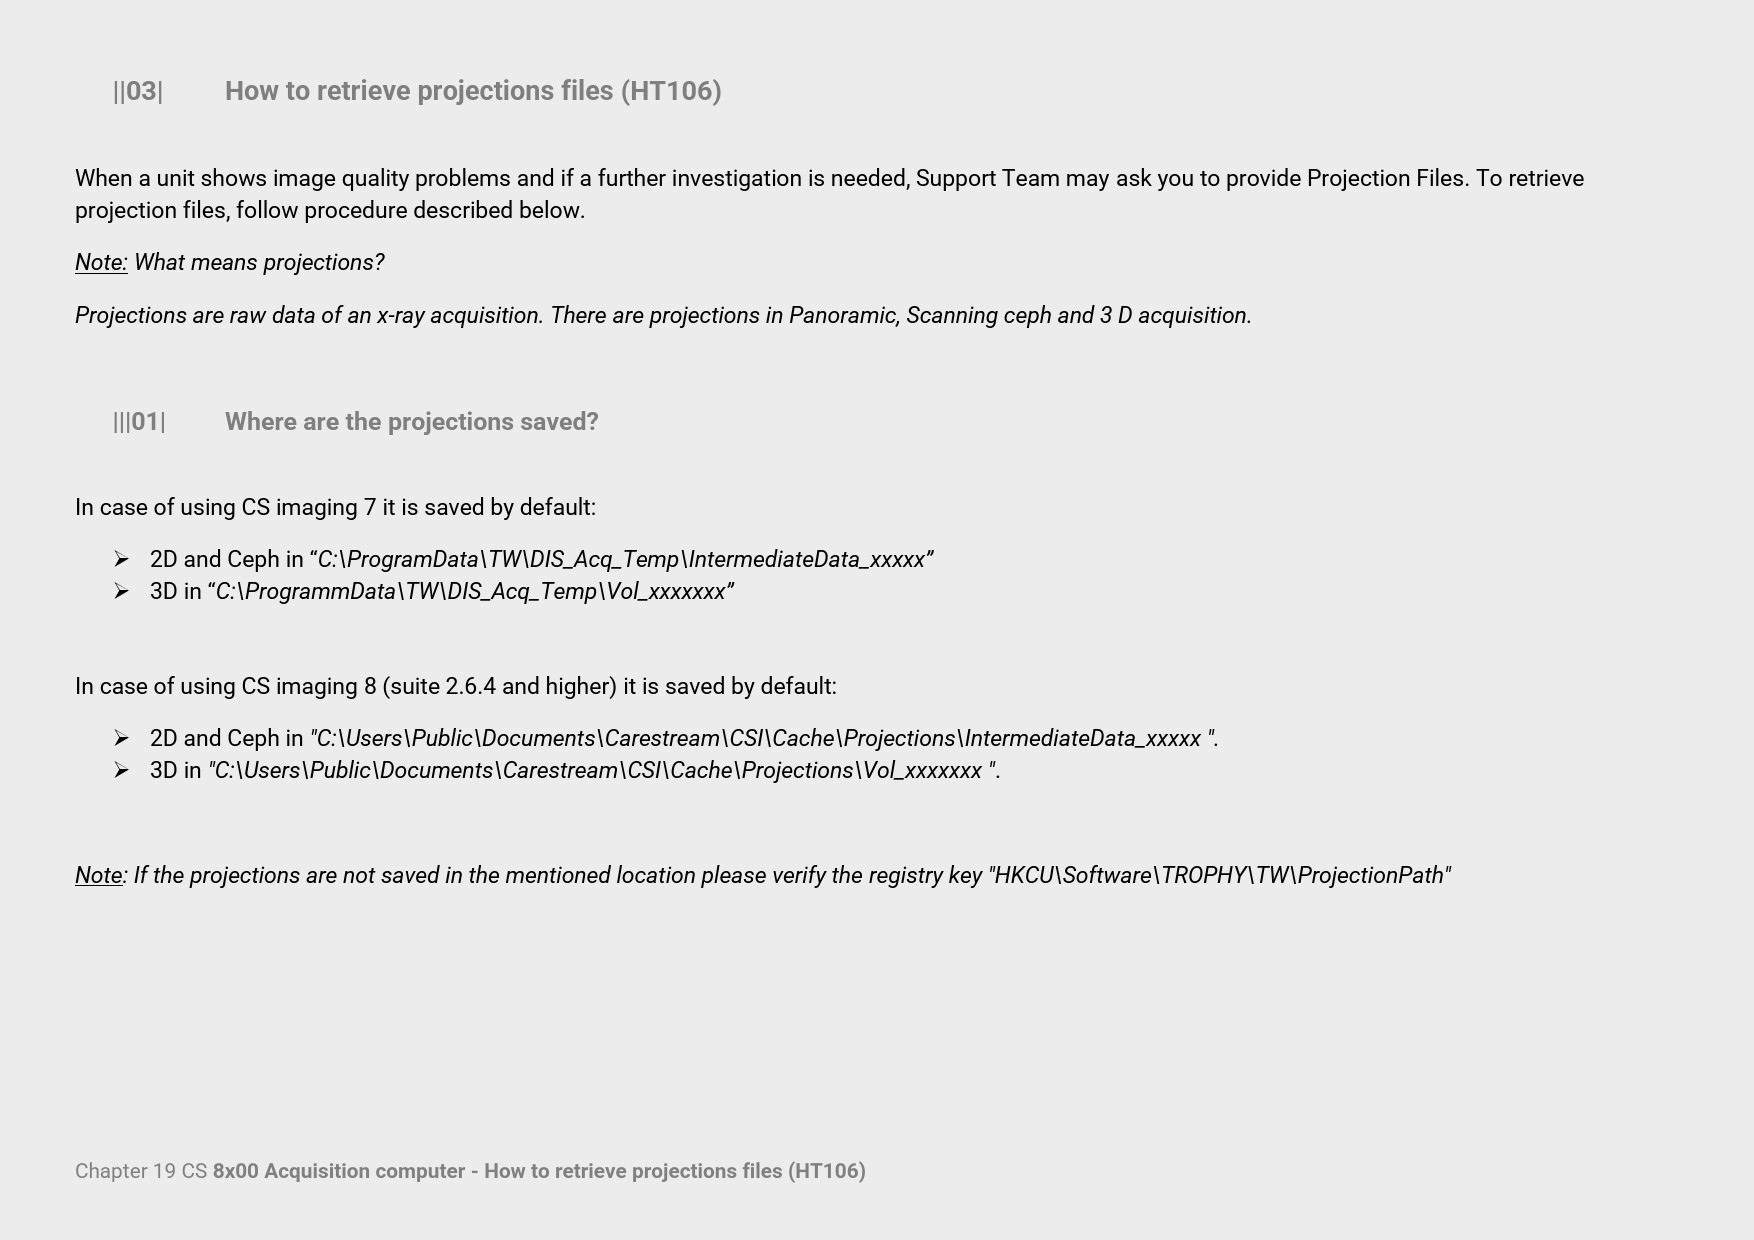 ||03| How to retrieve projections files (HT106)
When a unit shows image quality problems and if a further investigation is needed, Support Team may ask you to provide Projection Files. To retrieve
projection files, follow procedure described below.
Note: What means projections?
Projections are raw data of an x-ray acquisition. There are projections in Panoramic, Scanning ceph and 3 D acquisition.
|||01| Where are the projections saved?
In case of using CS imaging 7 it is saved by default:
➢ 2D and Ceph in “C:\ProgramData\TW\DIS_Acq_Temp\IntermediateData_xxxxx”
➢ 3D in “C:\ProgrammData\TW\DIS_Acq_Temp\Vol_xxxxxxx”
In case of using CS imaging 8 (suite 2.6.4 and higher) it is saved by default:
➢ 2D and Ceph in "C:\Users\Public\Documents\Carestream\CSI\Cache\Projections\IntermediateData_xxxxx ".
➢ 3D in "C:\Users\Public\Documents\Carestream\CSI\Cache\Projections\Vol_xxxxxxx ".
Note: If the projections are not saved in the mentioned location please verify the registry key "HKCU\Software\TROPHY\TW\ProjectionPath"
Chapter 19 CS 8x00 Acquisition computer - How to retrieve projections files (HT106)